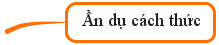 Ẩn dụ cách thức